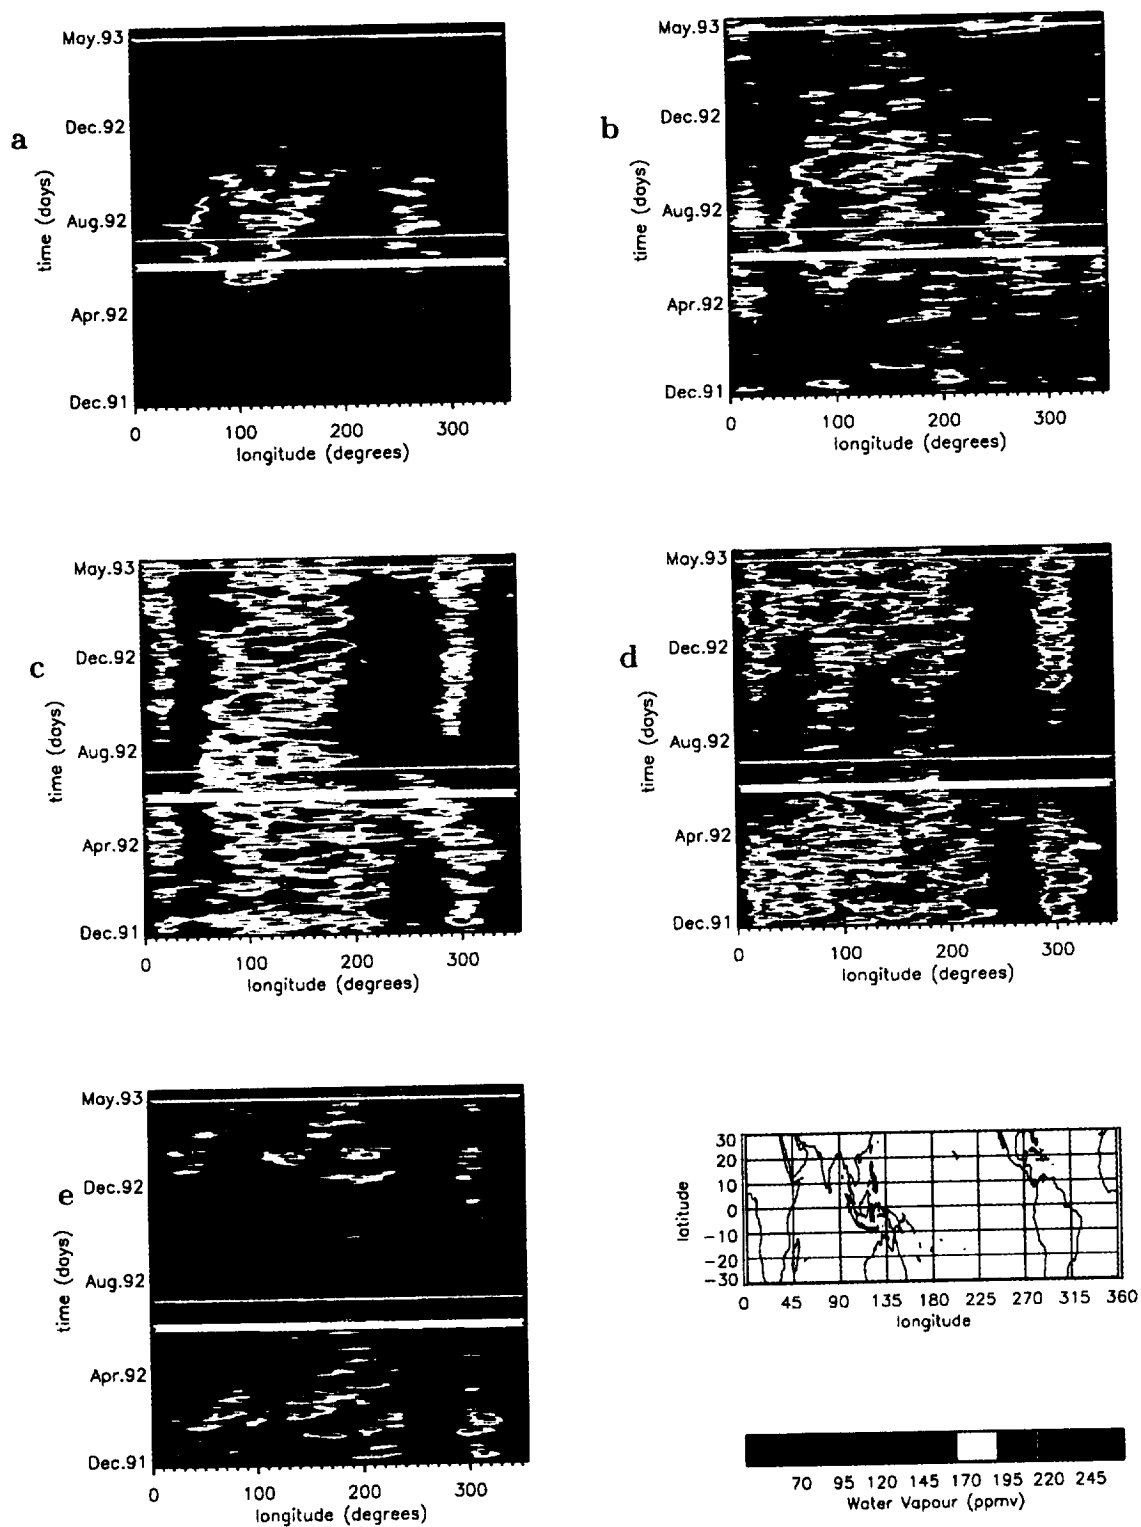 a
May.93
Dec.92
Aug.92
Apr.92
Dec.91
time (days)
0 100 200 300
longitude (degrees)
b
May.93
Dec.92
Aug.92
Apr.92
Dec.91
time (days)
0 100 200 300
longitude (degrees)
c
May.93
Dec.92
Aug.92
Apr.92
Dec.91
time (days)
0 100 200 300
longitude (degrees)
d
May.93
Dec.92
Aug.92
Apr.92
Dec.91
time (days)
0 100 200 300
longitude (degrees)
e
May.93
Dec.92
Aug.92
Apr.92
Dec.91
time (days)
0 100 200 300
longitude (degrees)
30
20
10
0
-10
-20
-30
latitude
0 45 90 135 180 225 270 315 360
longitude
70 95 120 145 170 195 220 245
Water Vapour (ppmv)